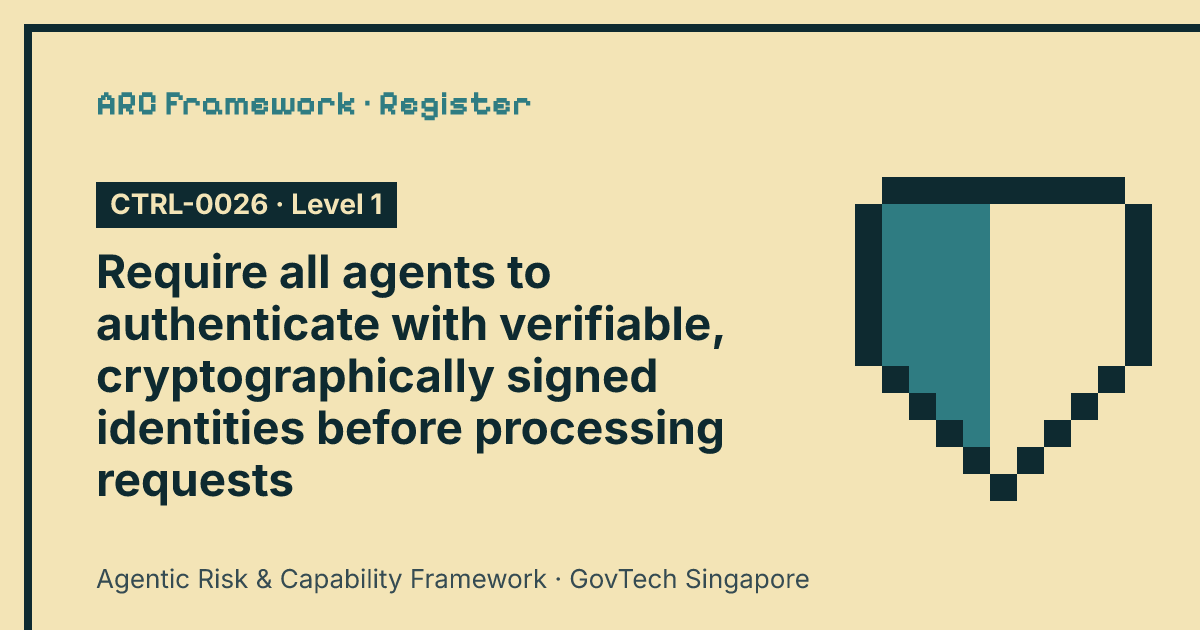 ARC Framework · Register
CTRL-0026 · Level 1
Require all agents to
authenticate with verifiable,
cryptographically signed
identities before processing
requests
Agentic Risk & Capability Framework · GovTech Singapore